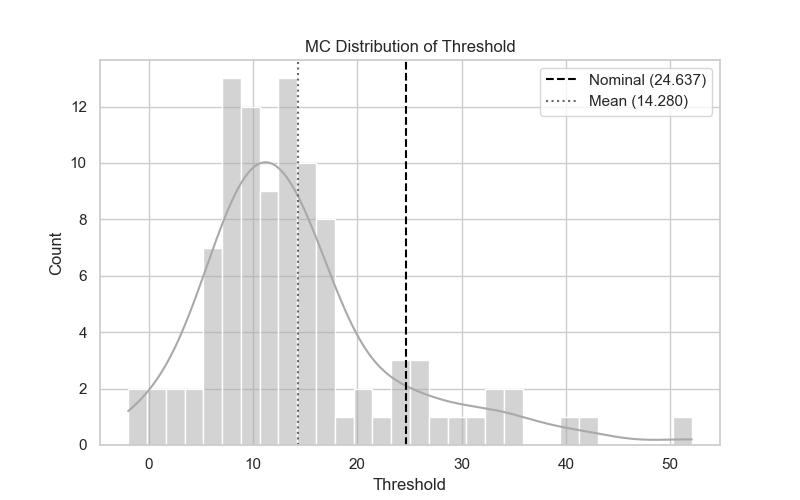 MC Distribution of Threshold
Nominal (24.637)
Mean (14.280)
Count
12
10
8
6
4
2
0
0 10 20 30 40 50
Threshold